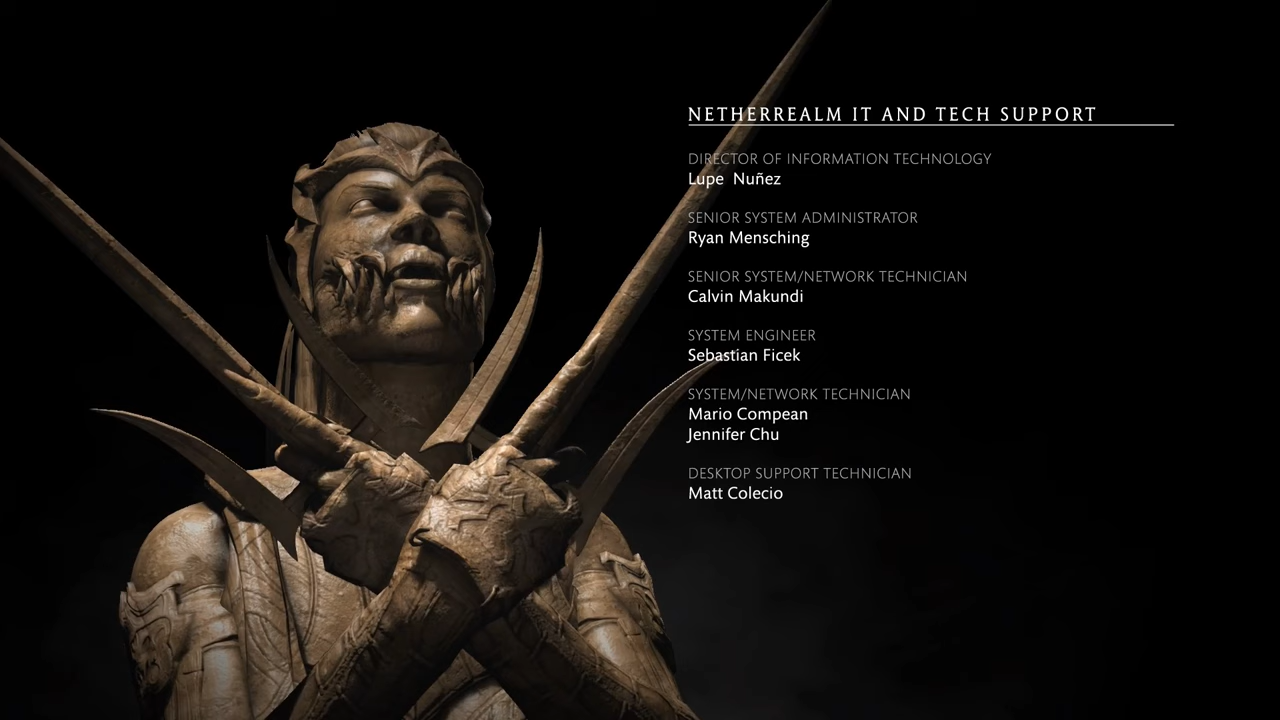 NETHERREALM IT AND TECH SUPPORT
DIRECTOR OF INFORMATION TECHNOLOGY
Lupe Nuñez
SENIOR SYSTEM ADMINISTRATOR
Ryan Mensching
SENIOR SYSTEM/NETWORK TECHNICIAN
Calvin Makundi
SYSTEM ENGINEER
Sebastian Ficek
SYSTEM/NETWORK TECHNICIAN
Mario Compean
Jennifer Chu
DESKTOP SUPPORT TECHNICIAN
Matt Colecio